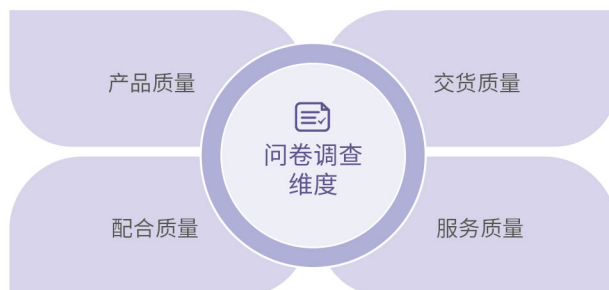 产品质量
交货质量
问卷调查
维度
配合质量
服务质量